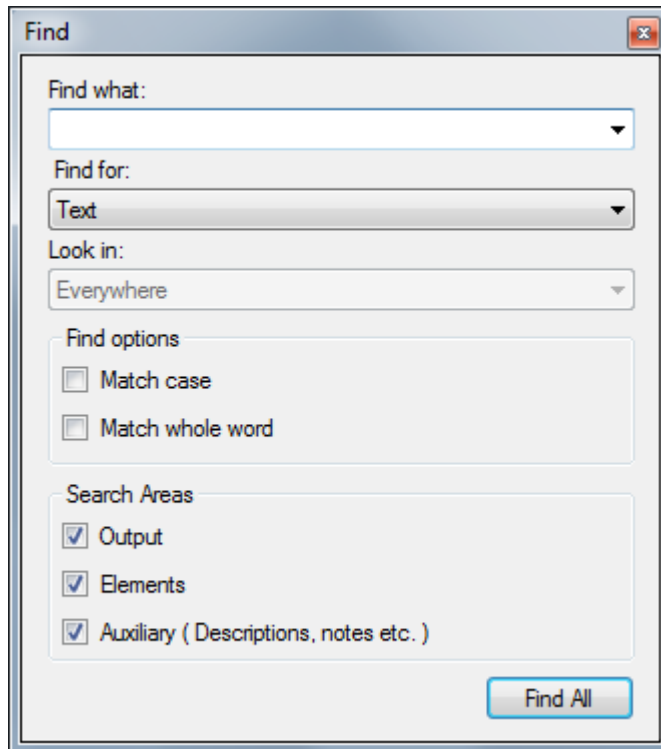 Find
Find what:
Find for:
Text
Look in:
Everywhere
Find options
Match case
Match whole word
Search Areas
Output
Elements
Auxiliary ( Descriptions, notes etc. )
Find All